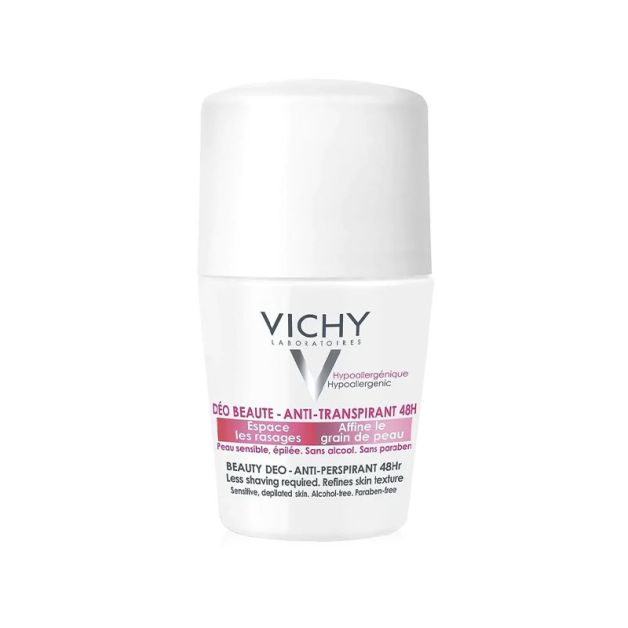 VICHY
LABORATOIRES
Hypoallergénique
Hypoallergenic
DÉO BEAUTE - ANTI-TRANSPIRANT 48H
Espace
les rasages
Affine le
grain de peau
Peau sensible, épilée. Sans alcool. Sans paraben
BEAUTY DEO - ANTI-PERSPIRANT 48Hr
Less shaving required. Refines skin texture
Sensitive, depilated skin. Alcohol-free. Paraben-free